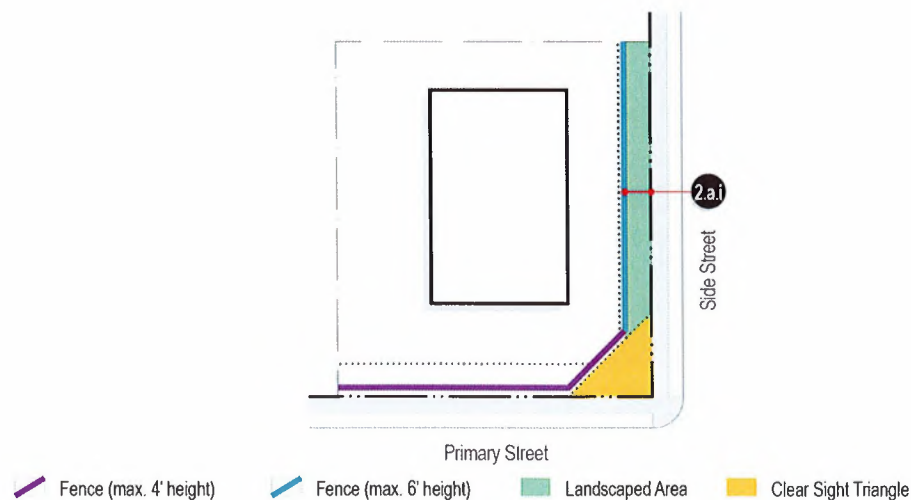 2.a.i
Side Street
Primary Street
Fence (max. 4' height)
Fence (max. 6' height)
Landscaped Area
Clear Sight Triangle